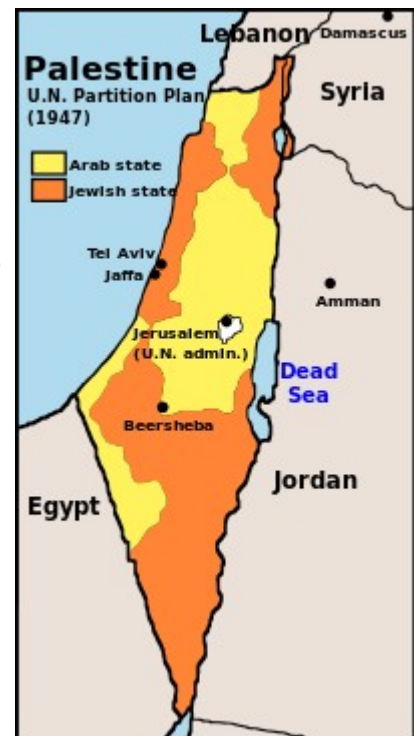 Lebanon
Damascus
Palestine
U.N. Partition Plan
(1947)
Syria
Arab state
Jewish state
Tel Aviv
Jaffa
Amman
Jerusalem
(U.N. admin.)
Dead
Sea
Beersheba
Egypt
Jordan